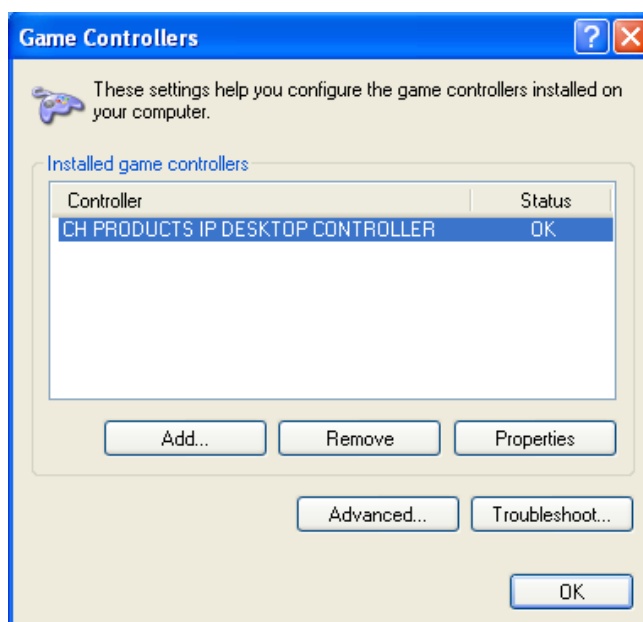 Game Controllers
These settings help you configure the game controllers installed on
your computer.
Installed game controllers
Controller Status
CH PRODUCTS IP DESKTOP CONTROLLER OK
Add... Remove Properties
Advanced... Troubleshoot...
OK